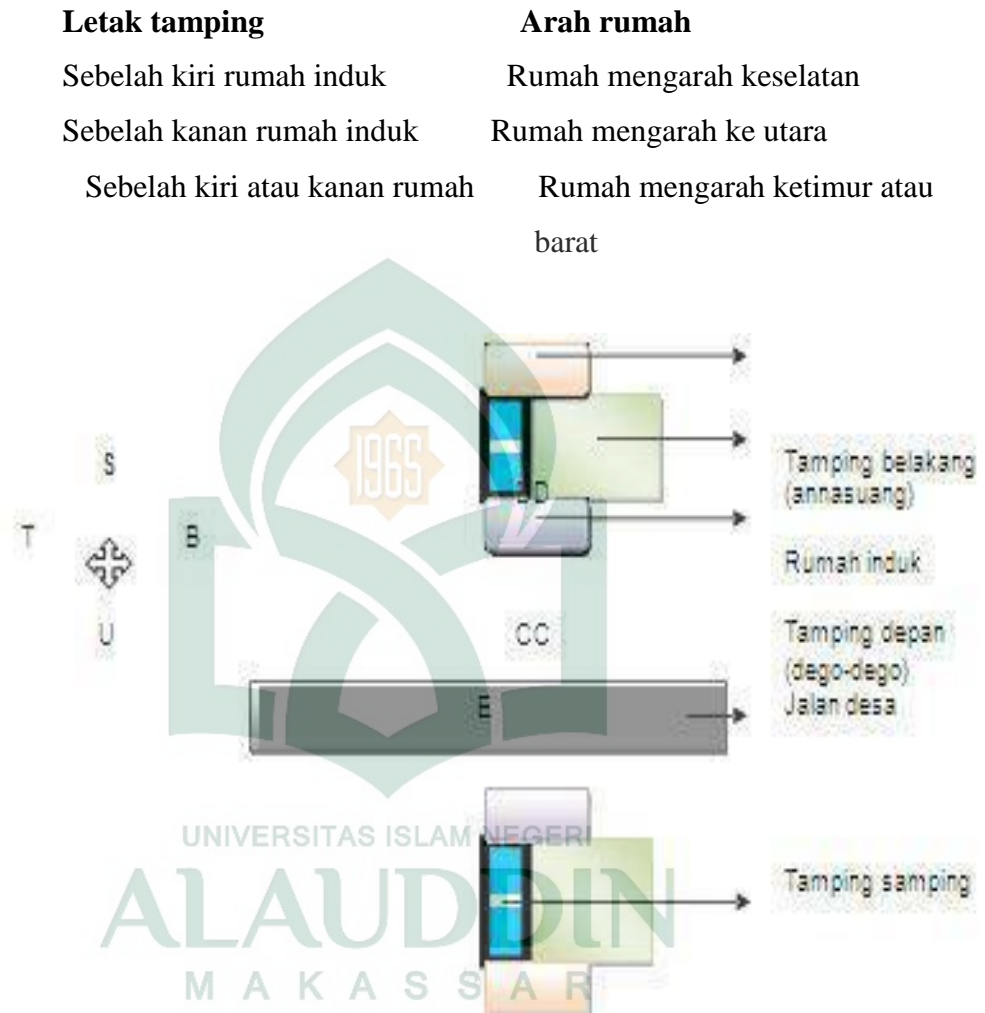 Letak tamping Arah rumah
Sebelah kiri rumah induk Rumah mengarah keselatan
Sebelah kanan rumah induk Rumah mengarah ke utara
Sebelah kiri atau kanan rumah Rumah mengarah ketimur atau
barat
S
T B
U
1965
DD
CC
E
Tamping belakang
(annasuang)
Rumah induk
Tamping depan
(dego-dego)
Jalan desa
Tamping samping
UNIVERSITAS ISLAM NEGERI
ALAUDDIN
MAKASSAR